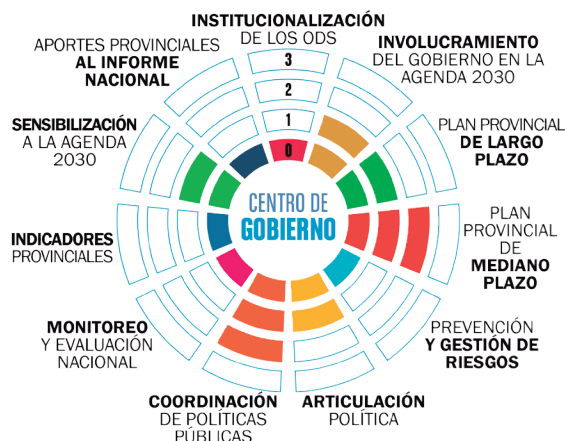 INSTITUCIONALIZACIÓN
DE LOS ODS
INVOLUCRAMIENTO
DEL GOBIERNO EN LA
AGENDA 2030
PLAN PROVINCIAL
DE LARGO
PLAZO
PLAN
PROVINCIAL
DE
MEDIANO
PLAZO
PREVENCIÓN
Y GESTIÓN DE
RIESGOS
ARTICULACIÓN
POLÍTICA
COORDINACIÓN
DE POLÍTICAS
PÚBLICAS
MONITOREO
Y EVALUACIÓN
NACIONAL
INDICADORES
PROVINCIALES
SENSIBILIZACIÓN
A LA AGENDA
2030
APORTES PROVINCIALES
AL INFORME
NACIONAL
3
2
1
0
CENTRO DE
GOBIERNO